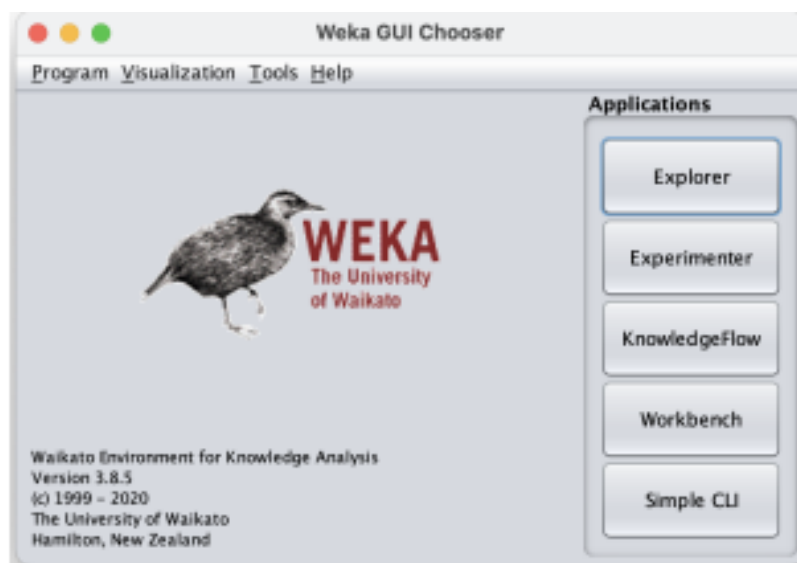 Weka GUI Chooser
Program Visualization Tools Help
Applications
Explorer
Experimenter
KnowledgeFlow
Workbench
Simple CLI
WEKA
The University
of Waikato
Waikato Environment for Knowledge Analysis
Version 3.8.5
(c) 1999 - 2020
The University of Waikato
Hamilton, New Zealand